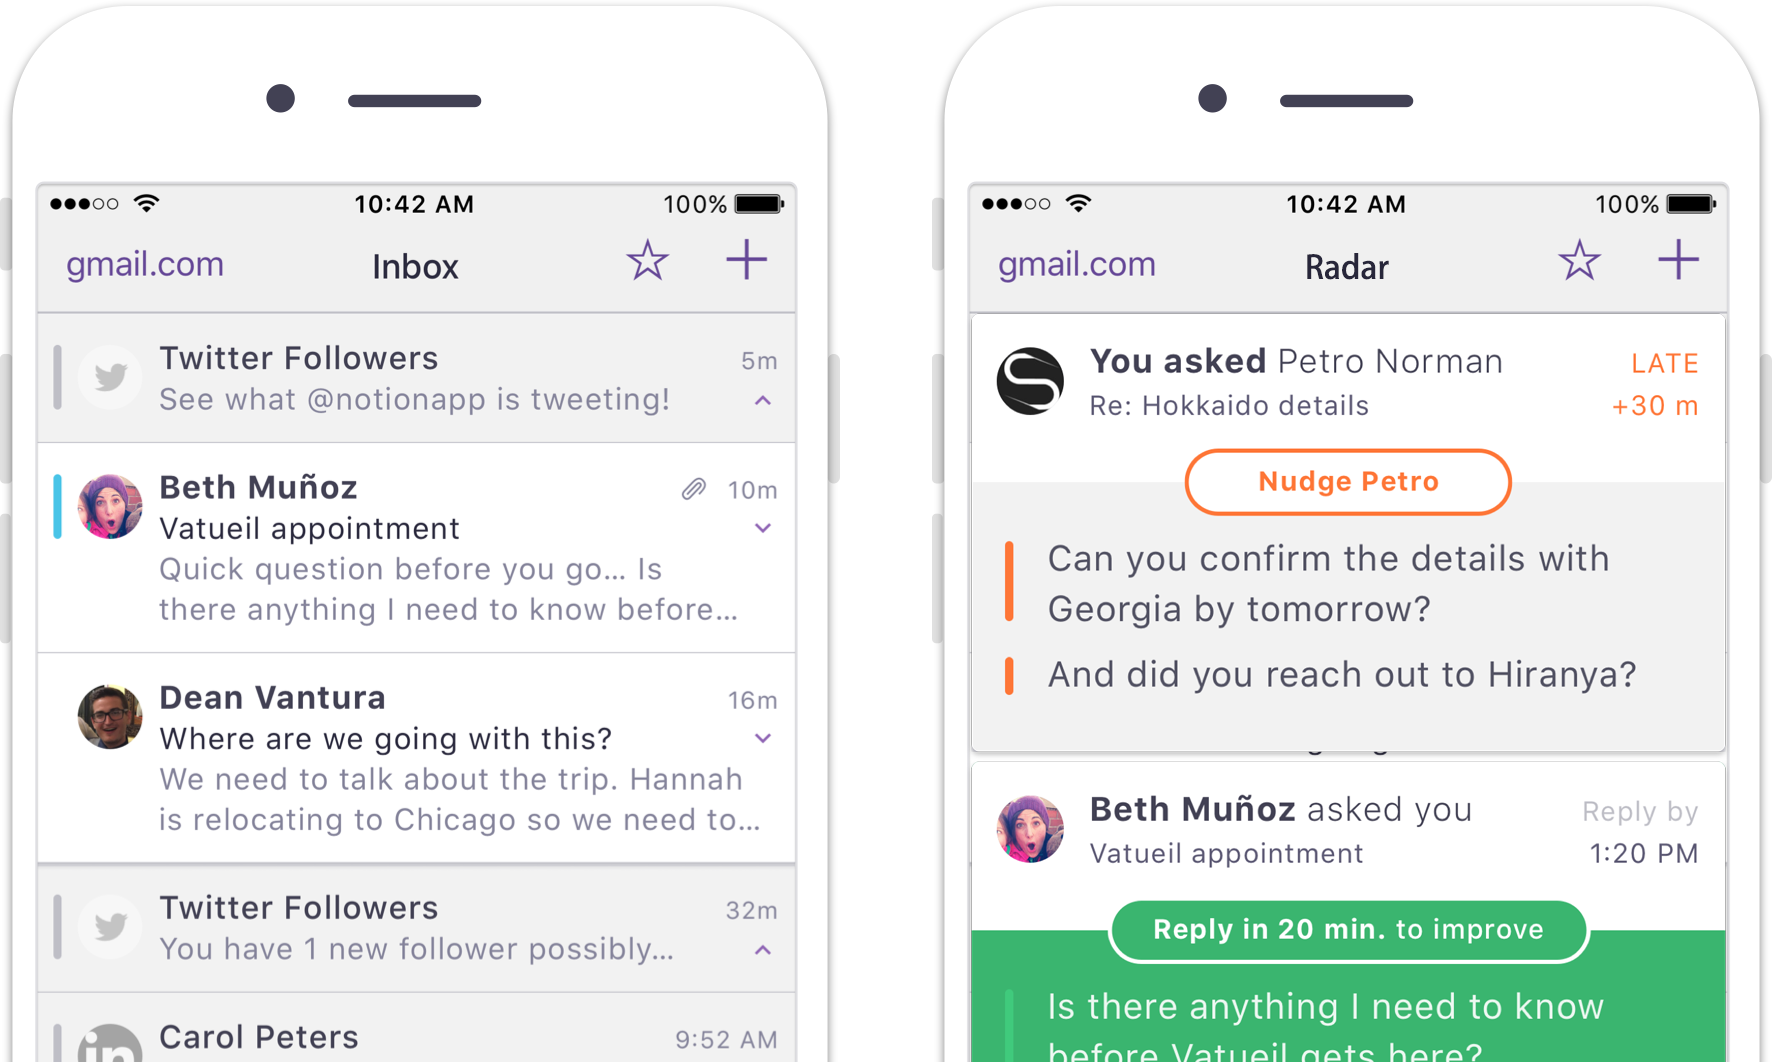 10:42 AM
100%
gmail.com
Inbox
Twitter Followers
5m
See what @notionapp is tweeting!
Beth Muñoz
10m
Vatueil appointment
Quick question before you go... Is
there anything I need to know before...
Dean Vantura
16m
Where are we going with this?
We need to talk about the trip. Hannah
is relocating to Chicago so we need to...
Twitter Followers
32m
You have 1 new follower possibly...
in
Carol Peters
9:52 AM
10:42 AM
100%
gmail.com
Radar
You asked Petro Norman
LATE
Re: Hokkaido details
+30 m
Nudge Petro
Can you confirm the details with
Georgia by tomorrow?
And did you reach out to Hiranya?
Beth Muñoz asked you
Reply by
Vatueil appointment
1:20 PM
Reply in 20 min. to improve
Is there anything I need to know
before Vatueil gets here?